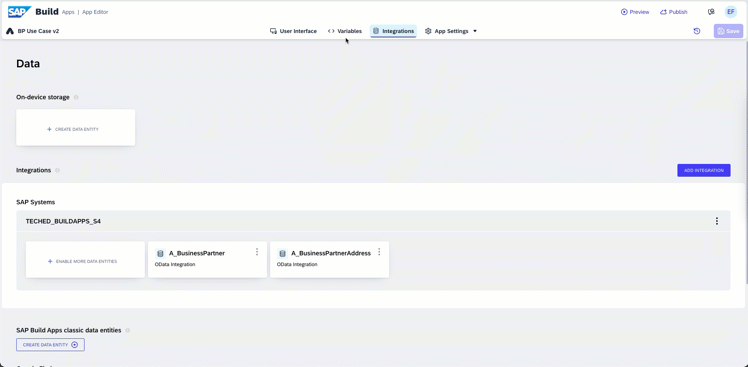 SAP Build Apps | App Editor Preview Publish EF
BP Use Case v2 User Interface <> Variables Integrations App Settings Save
Data
On-device storage
+ CREATE DATA ENTITY
Integrations ADD INTEGRATION
SAP Systems
TECHED_BUILDAPPS_S4
+ ENABLE MORE DATA ENTITIES
A_BusinessPartner
OData Integration
A_BusinessPartnerAddress
OData Integration
SAP Build Apps classic data entities
CREATE DATA ENTITY